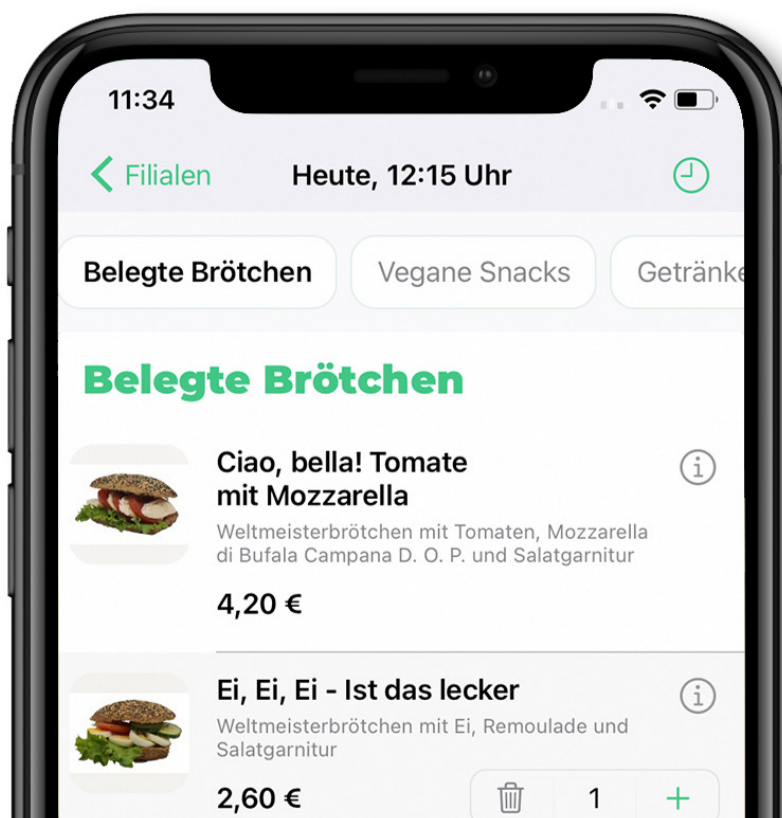 11:34
Filialen
Heute, 12:15 Uhr
Belegte Brötchen
Vegane Snacks
Getränke
Belegte Brötchen
Ciao, bella! Tomate
mit Mozzarella
Weltmeisterbrötchen mit Tomaten, Mozzarella
di Bufala Campana D. O. P. und Salatgarnitur
4,20 €
Ei, Ei, Ei - Ist das lecker
Weltmeisterbrötchen mit Ei, Remoulade und
Salatgarnitur
2,60 €
1